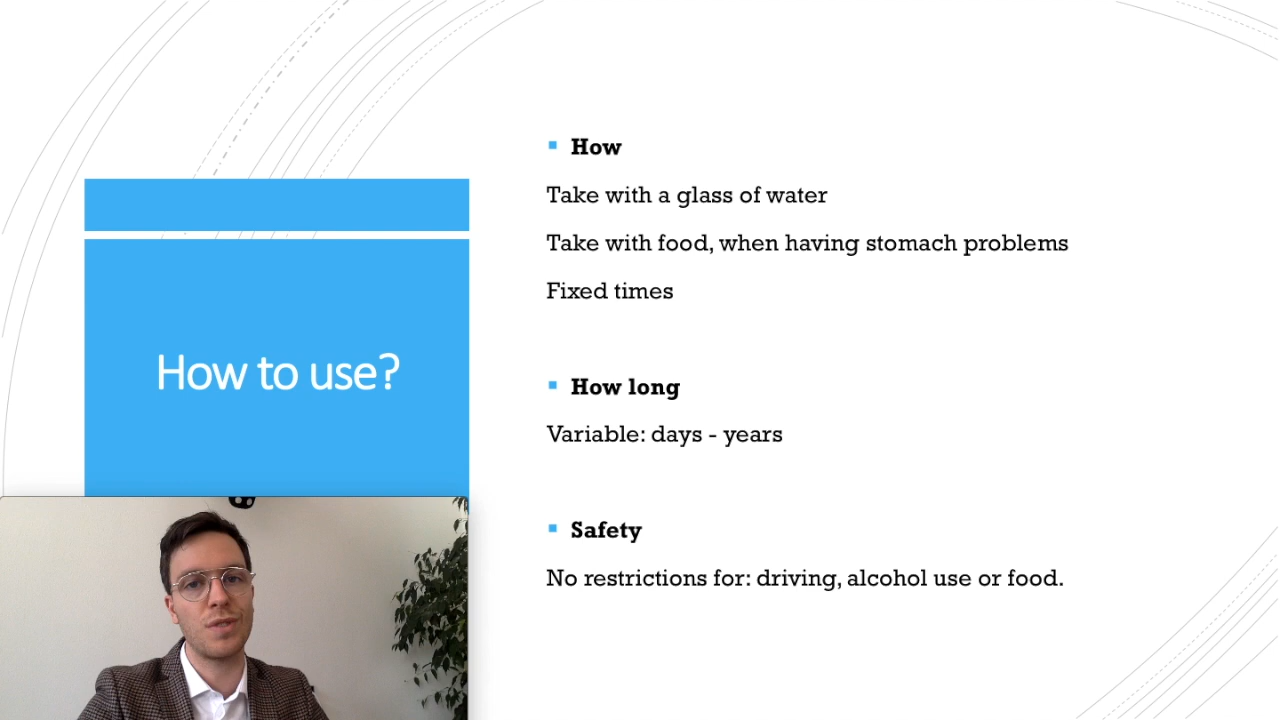 How to use?
How
Take with a glass of water
Take with food, when having stomach problems
Fixed times
How long
Variable: days - years
Safety
No restrictions for: driving, alcohol use or food.